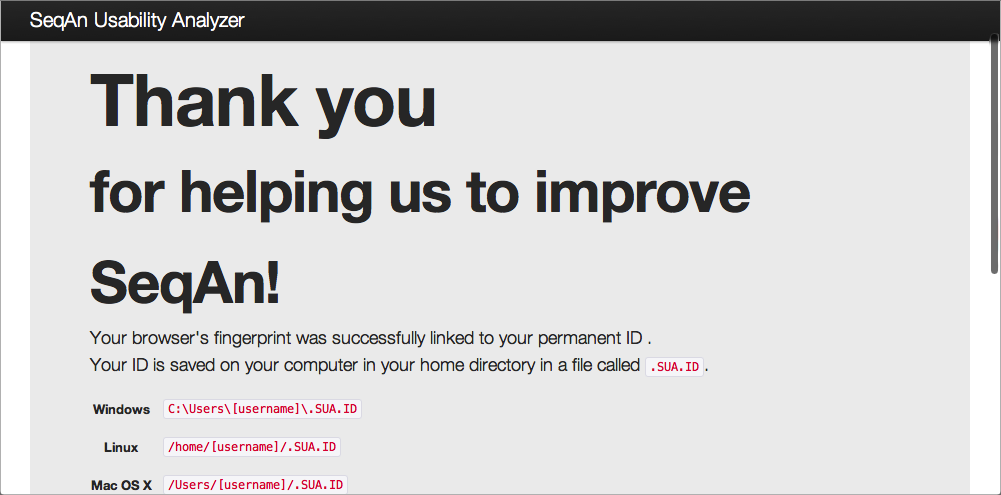 SeqAn Usability Analyzer
Thank you
for helping us to improve
SeqAn!
Your browser's fingerprint was successfully linked to your permanent ID .
Your ID is saved on your computer in your home directory in a file called .SUA.ID.
Windows C:\Users\[username]\.SUA.ID
Linux /home/[username]/.SUA.ID
Mac OS X /Users/[username]/.SUA.ID